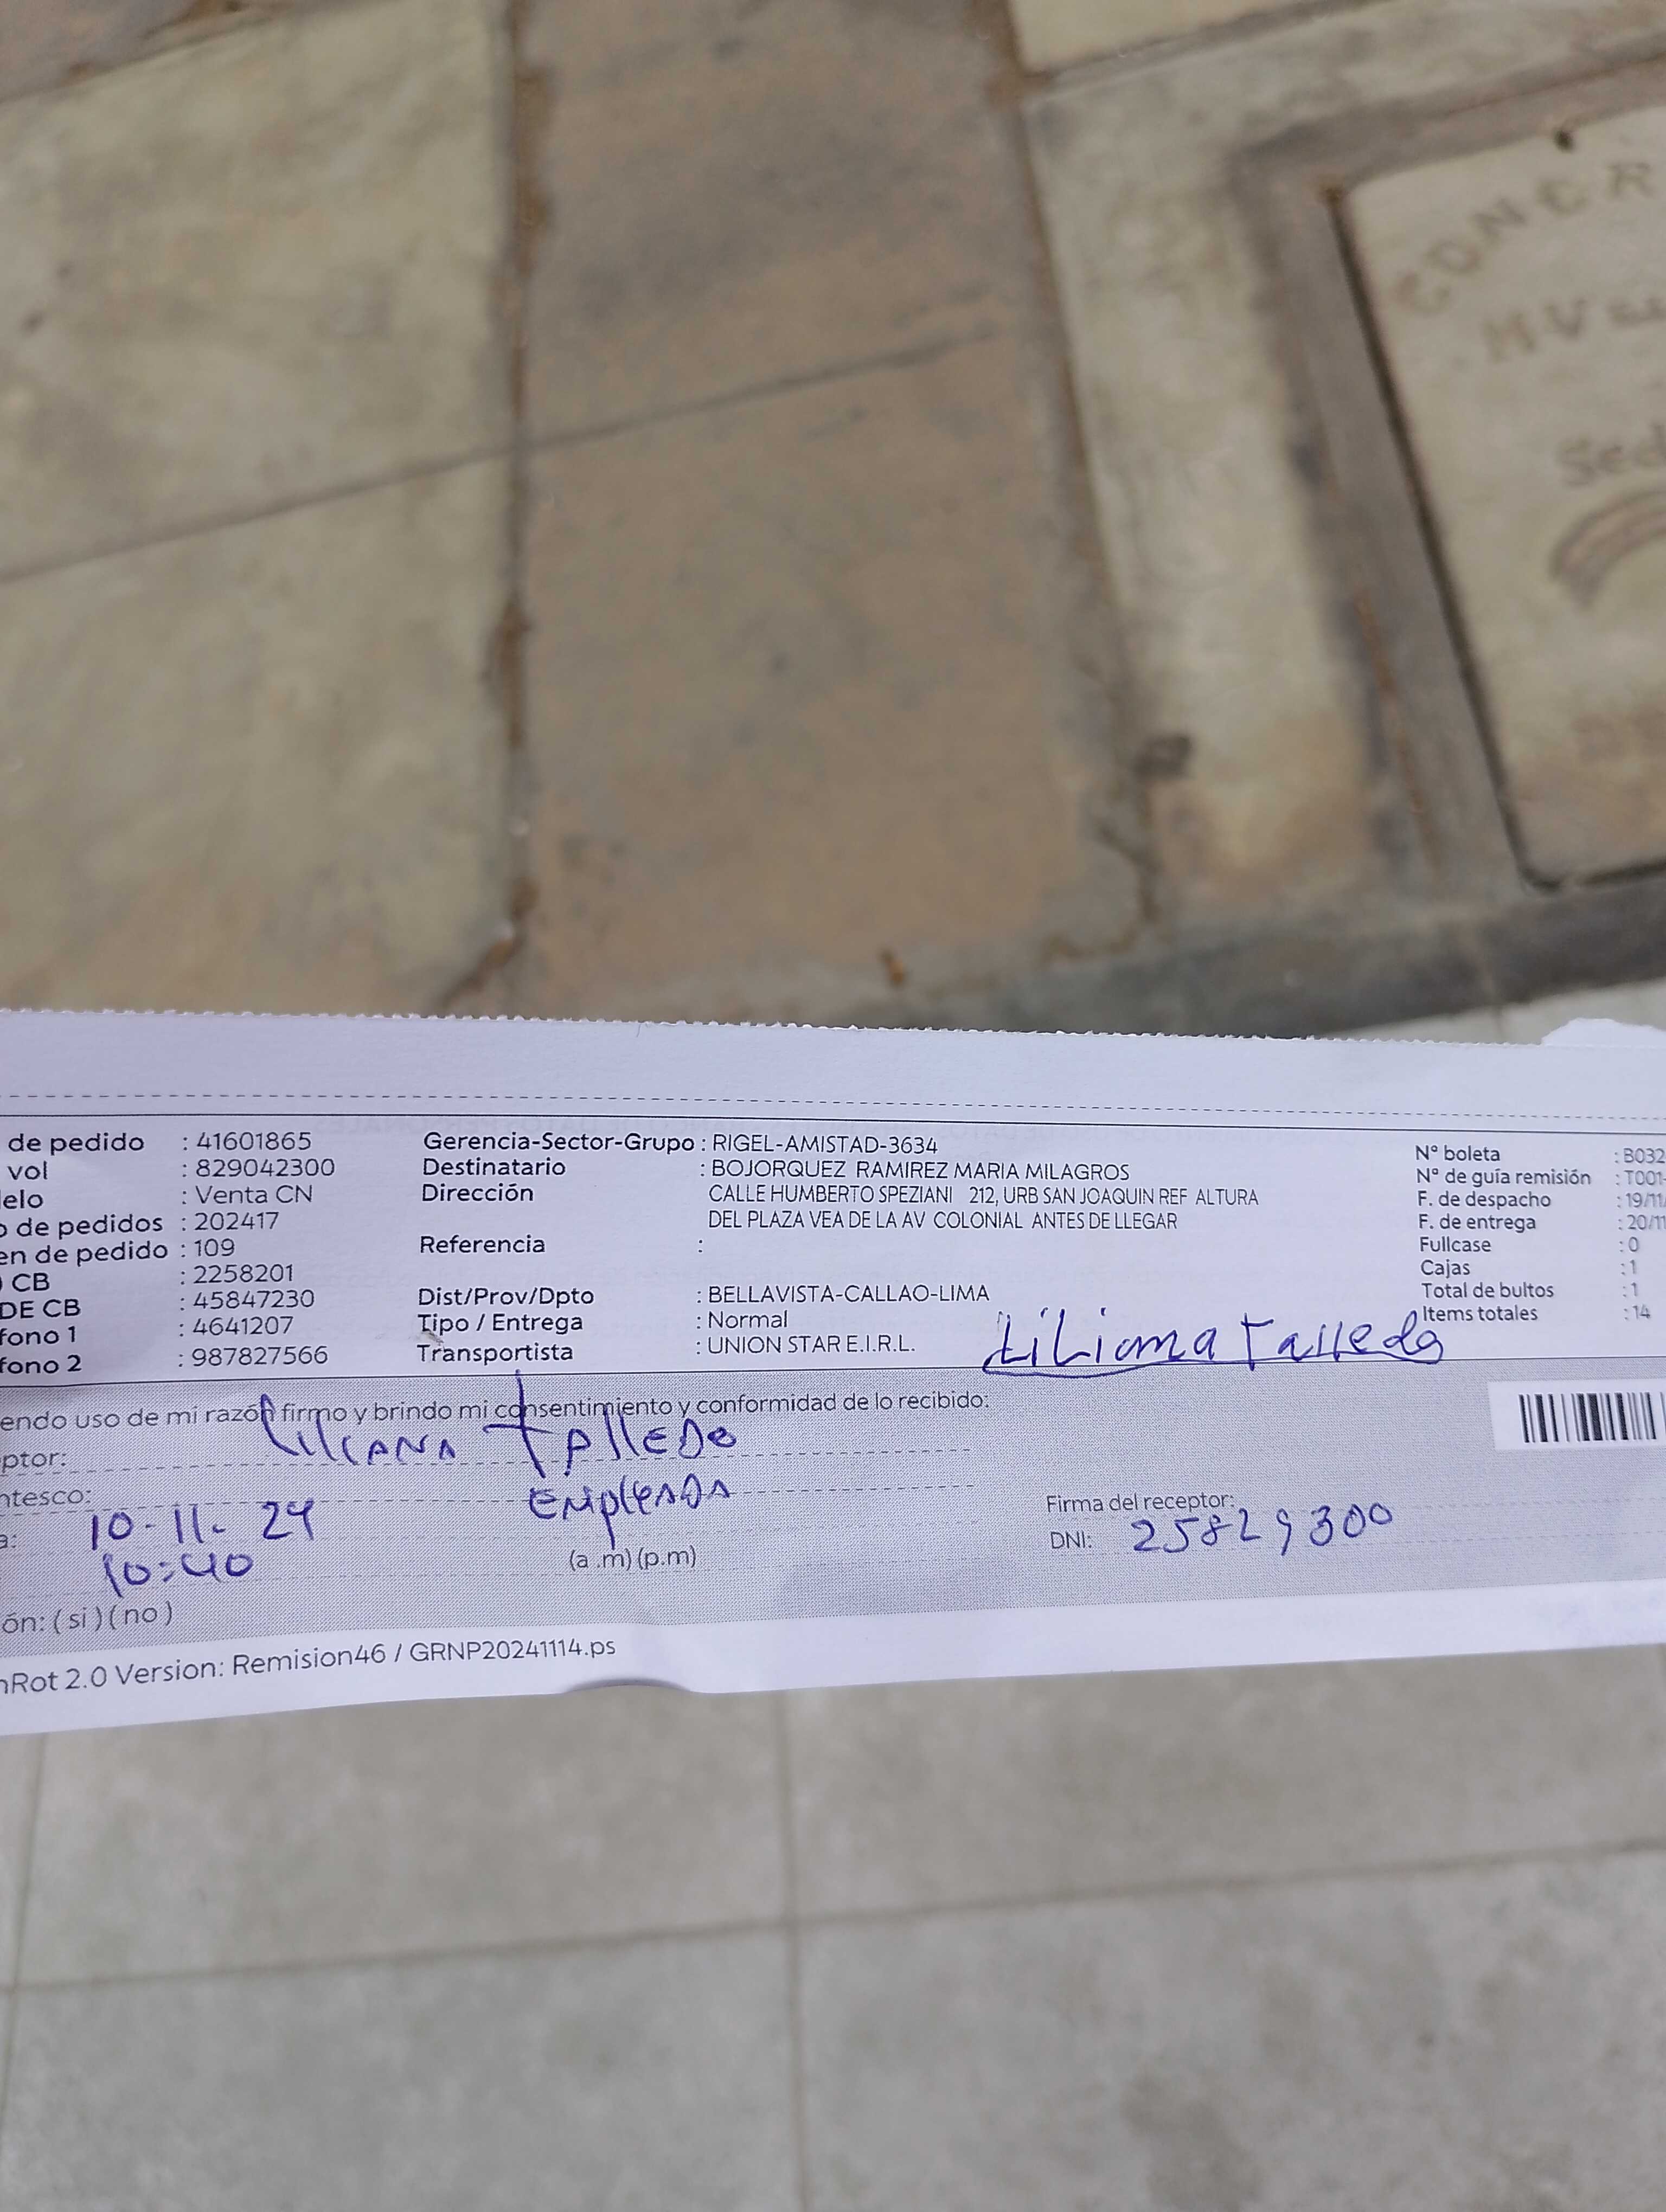 CONER
Sed
de pedido : 41601865
vol : 829042300
elo : Venta CN
o de pedidos : 202417
en de pedido : 109
CB : 2258201
DE CB : 45847230
fono 1 : 4641207
fono 2 : 987827566
Gerencia-Sector-Grupo : RIGEL-AMISTAD-3634
Destinatario : BOJORQUEZ RAMIREZ MARIA MILAGROS
Dirección CALLE HUMBERTO SPEZIANI 212, URB SAN JOAQUIN REF ALTURA
DEL PLAZA VEA DE LA AV COLONIAL ANTES DE LLEGAR
Referencia :
Dist/Prov/Dpto : BELLAVISTA-CALLAO-LIMA
Tipo / Entrega : Normal
Transportista : UNION STAR E.I.R.L.
Nº boleta : B032
Nº de guía remisión : T001-
F. de despacho : 19/11/
F. de entrega : 20/11
Fullcase : 0
Cajas : 1
Total de bultos : 1
Items totales : 14
Liliana Talledo
endo uso de mi razón firmo y brindo mi consentimiento y conformidad de lo recibido:
ptor: Liliana Talledo
ntesco: Empleada
a: 10-11-24
10:40 (a.m) (p.m)
Firma del receptor:
DNI: 25829300
ón: ( si ) ( no )
nRot 2.0 Version: Remision46 / GRNP20241114.ps